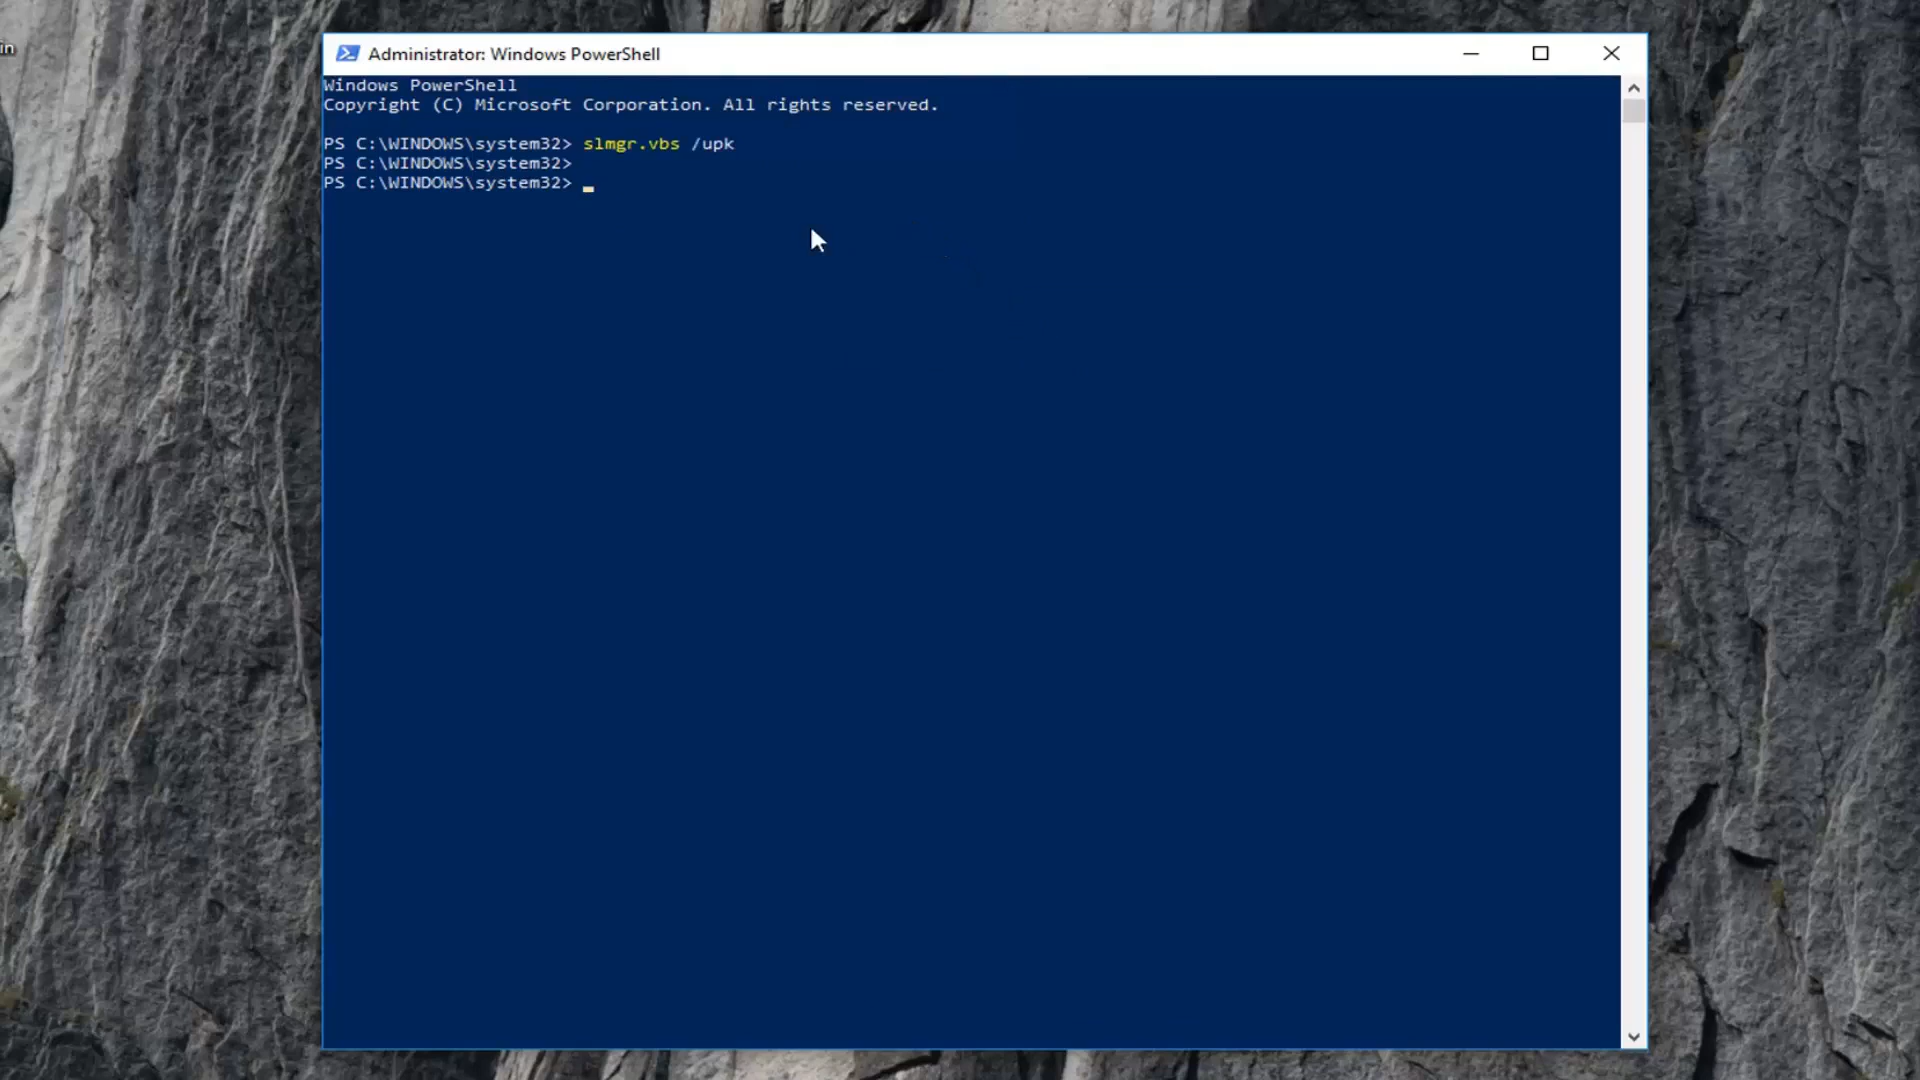 in
Administrator: Windows PowerShell
Windows PowerShell
Copyright (C) Microsoft Corporation. All rights reserved.
PS C:\WINDOWS\system32> slmgr.vbs /upk
PS C:\WINDOWS\system32>
PS C:\WINDOWS\system32>